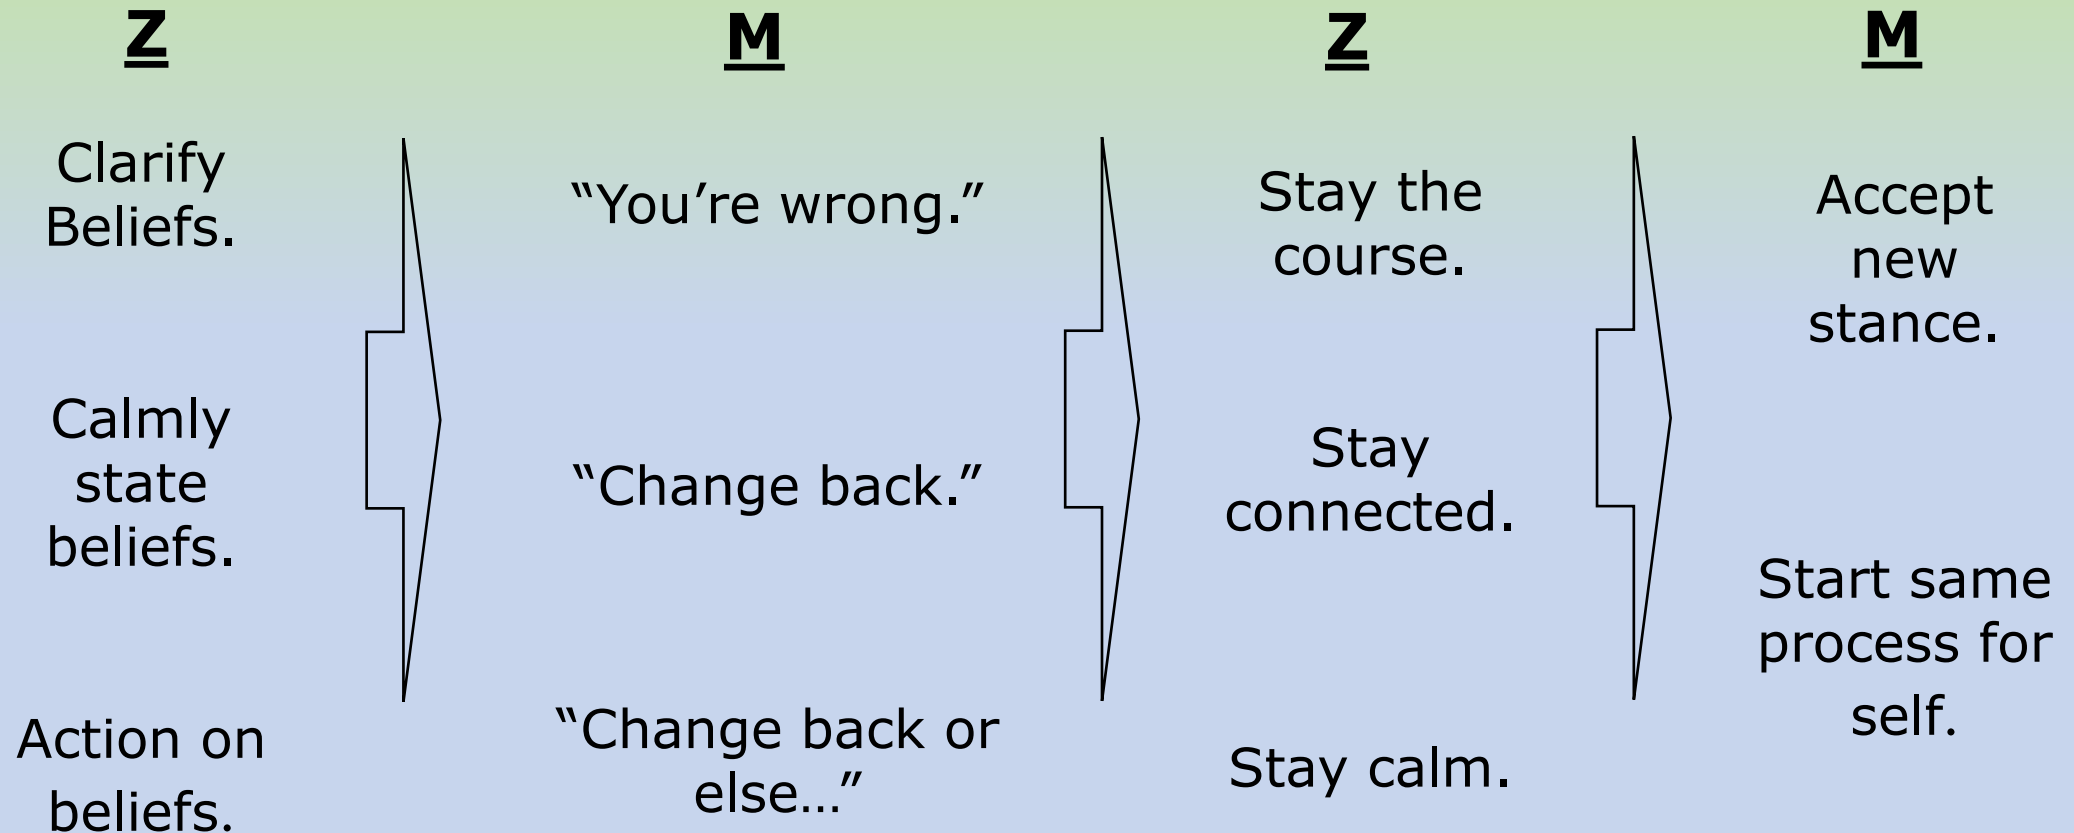 Z
Clarify
Beliefs.
Calmly
state
beliefs.
Action on
beliefs.
M
“You’re wrong.”
“Change back.”
“Change back or
else…”
Z
Stay the
course.
Stay
connected.
Stay calm.
M
Accept
new
stance.
Start same
process for
self.